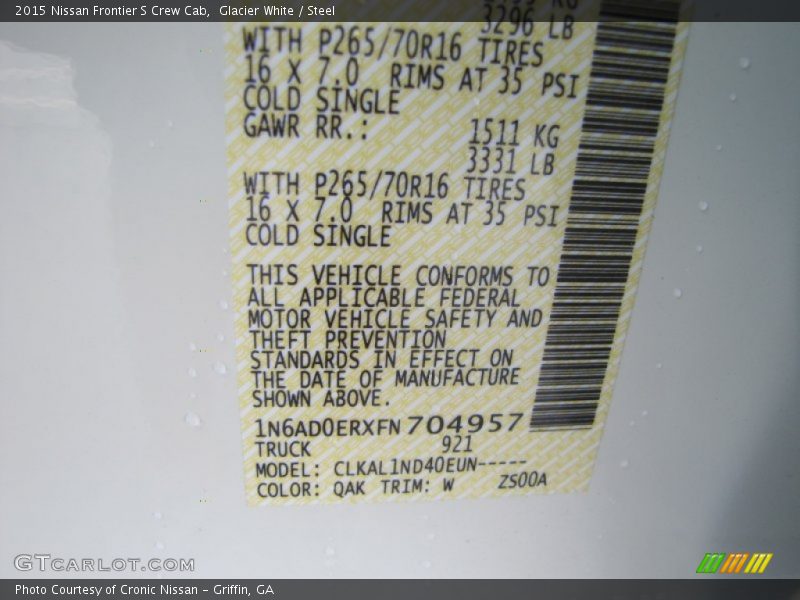 2015 Nissan Frontier S Crew Cab,  Glacier White / Steel
3296 LB
WITH P265/70R16 TIRES
16 X 7.0 RIMS AT 35 PSI
COLD SINGLE
GAWR RR.: 1511 KG
3331 LB
WITH P265/70R16 TIRES
16 X 7.0 RIMS AT 35 PSI
COLD SINGLE
THIS VEHICLE CONFORMS TO
ALL APPLICABLE FEDERAL
MOTOR VEHICLE SAFETY AND
THEFT PREVENTION
STANDARDS IN EFFECT ON
THE DATE OF MANUFACTURE
SHOWN ABOVE.
1N6AD0ERXFN704957
TRUCK 921
MODEL: CLKAL1ND40EUN-----
COLOR: QAK TRIM: W ZS00A
GTCARLOT.COM
Photo Courtesy of Cronic Nissan – Griffin, GA